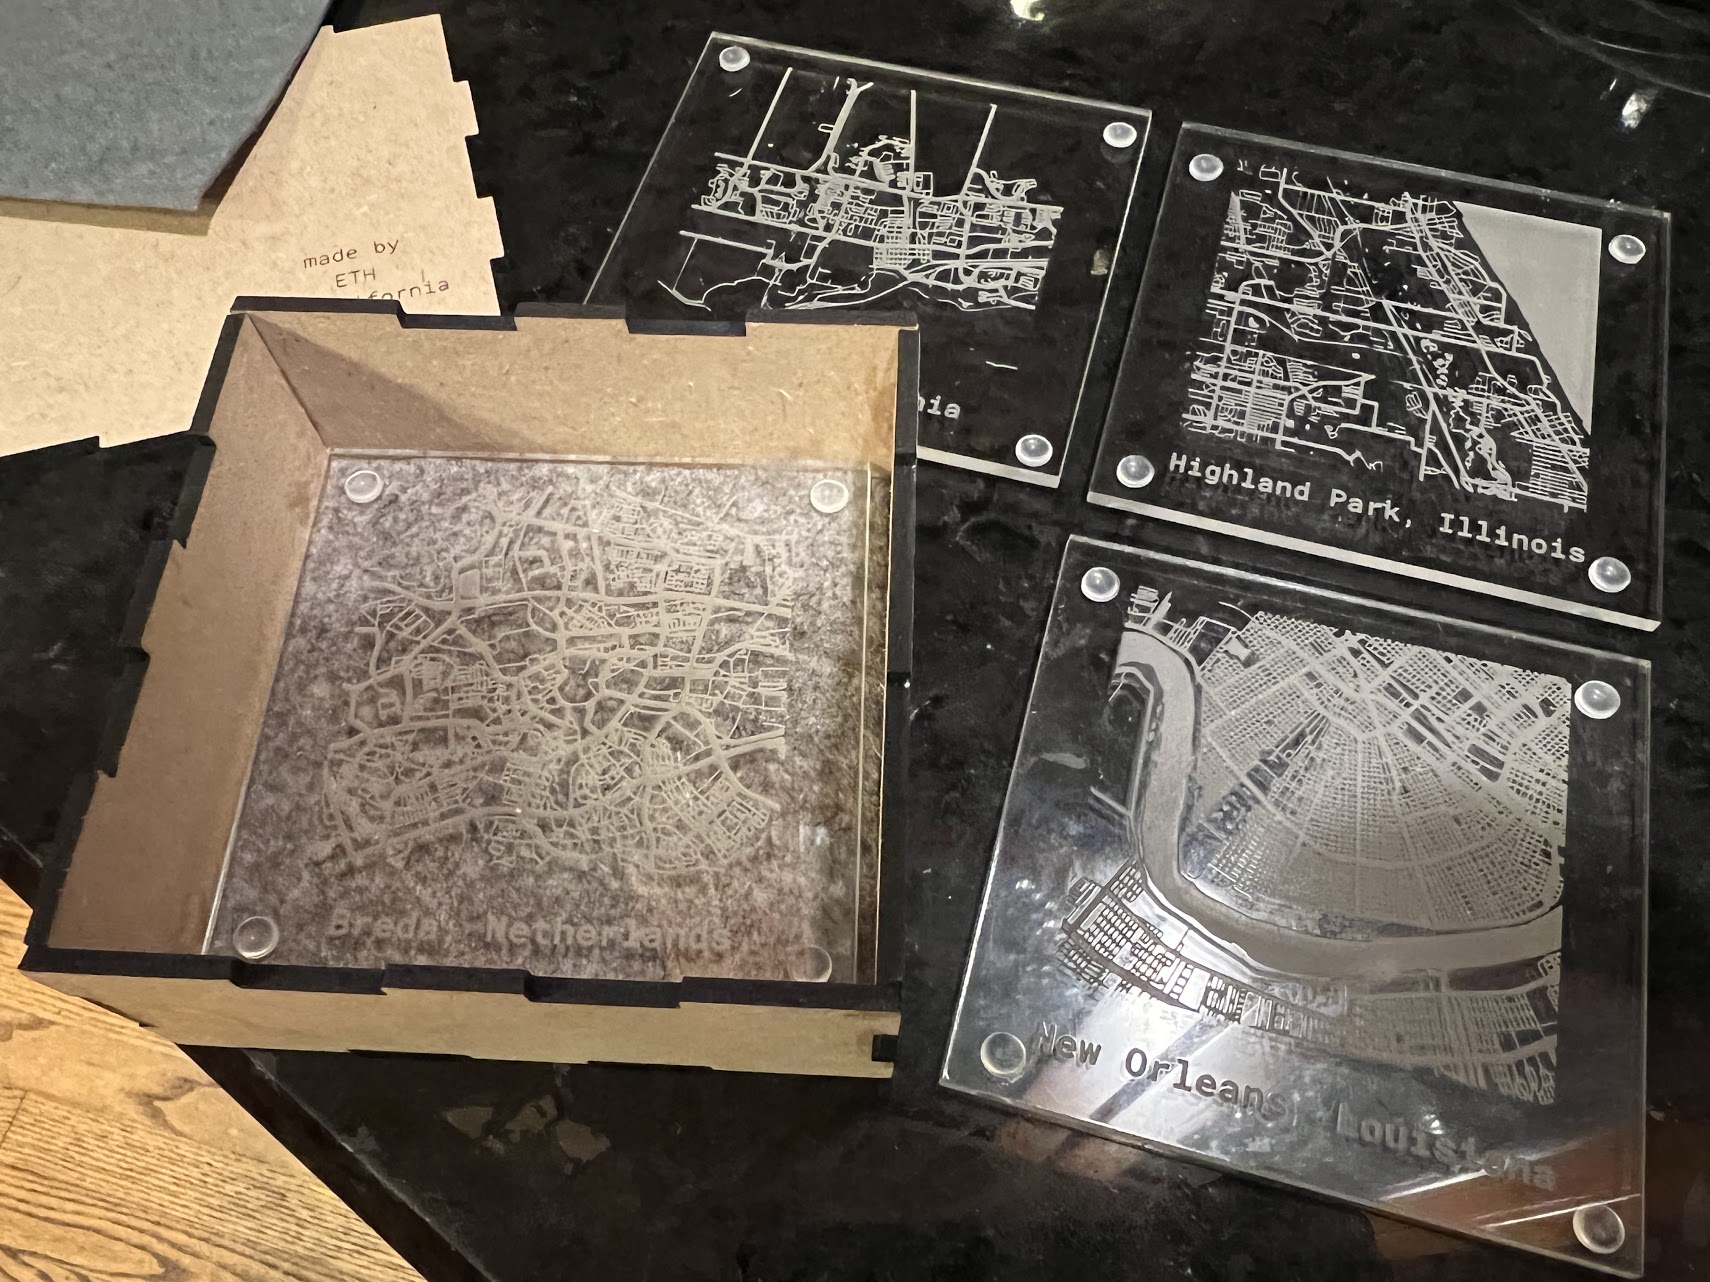 made by
ETH
Highland Park, Illinois
Breda, Netherlands
New Orleans, Louisiana